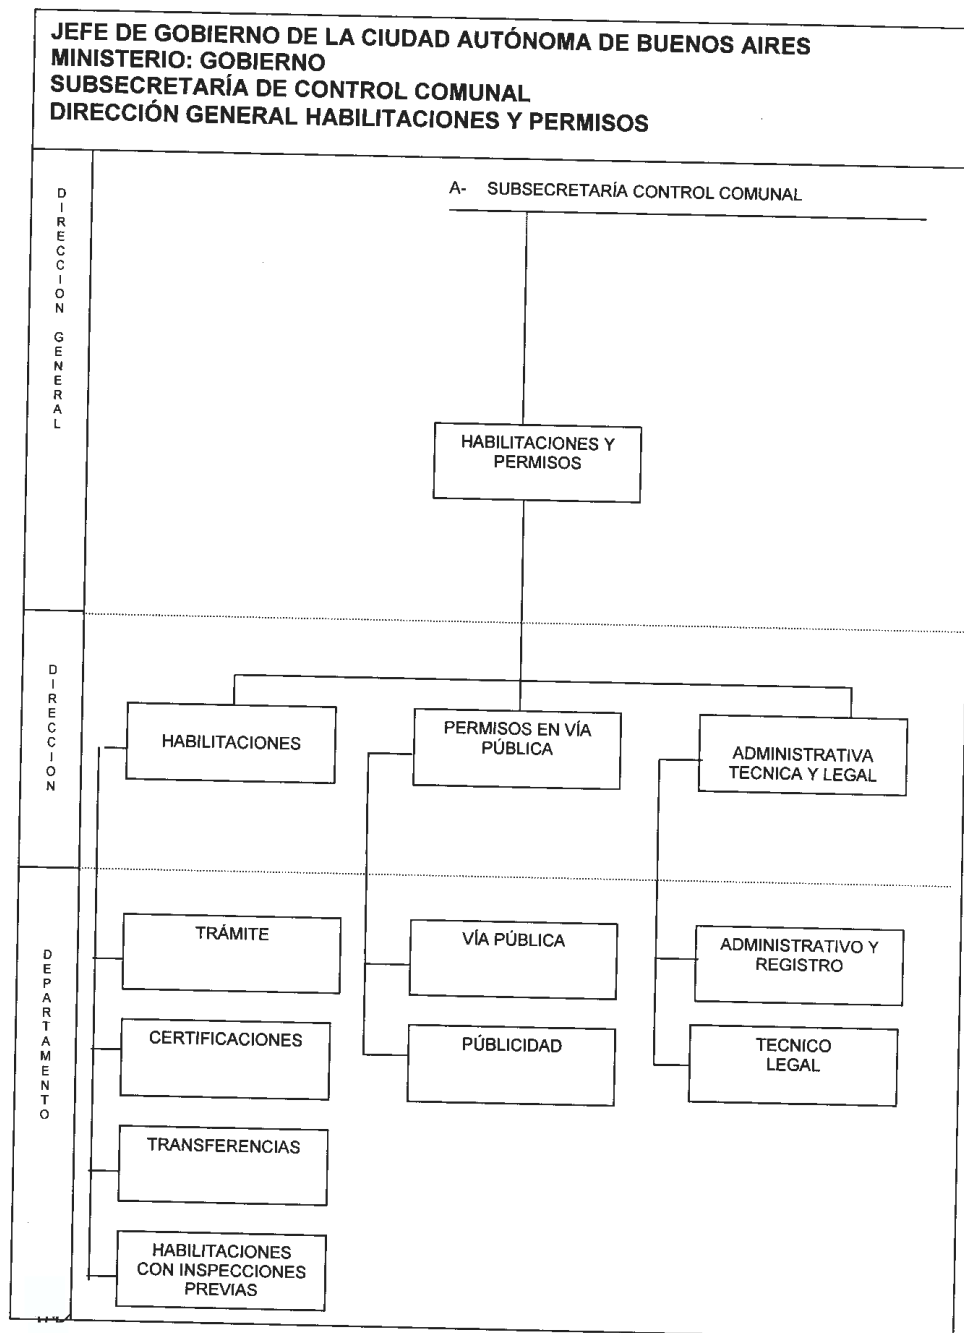 JEFE DE GOBIERNO DE LA CIUDAD AUTÓNOMA DE BUENOS AIRES
MINISTERIO: GOBIERNO
SUBSECRETARÍA DE CONTROL COMUNAL
DIRECCIÓN GENERAL HABILITACIONES Y PERMISOS
DIRECCION GENERAL
A- SUBSECRETARÍA CONTROL COMUNAL
HABILITACIONES Y
PERMISOS
DIRECCION
HABILITACIONES
PERMISOS EN VÍA
PÚBLICA
ADMINISTRATIVA
TECNICA Y LEGAL
DEPARTAMENTO
TRÁMITE
VÍA PÚBLICA
ADMINISTRATIVO Y
REGISTRO
CERTIFICACIONES
PÚBLICIDAD
TECNICO
LEGAL
TRANSFERENCIAS
HABILITACIONES
CON INSPECCIONES
PREVIAS